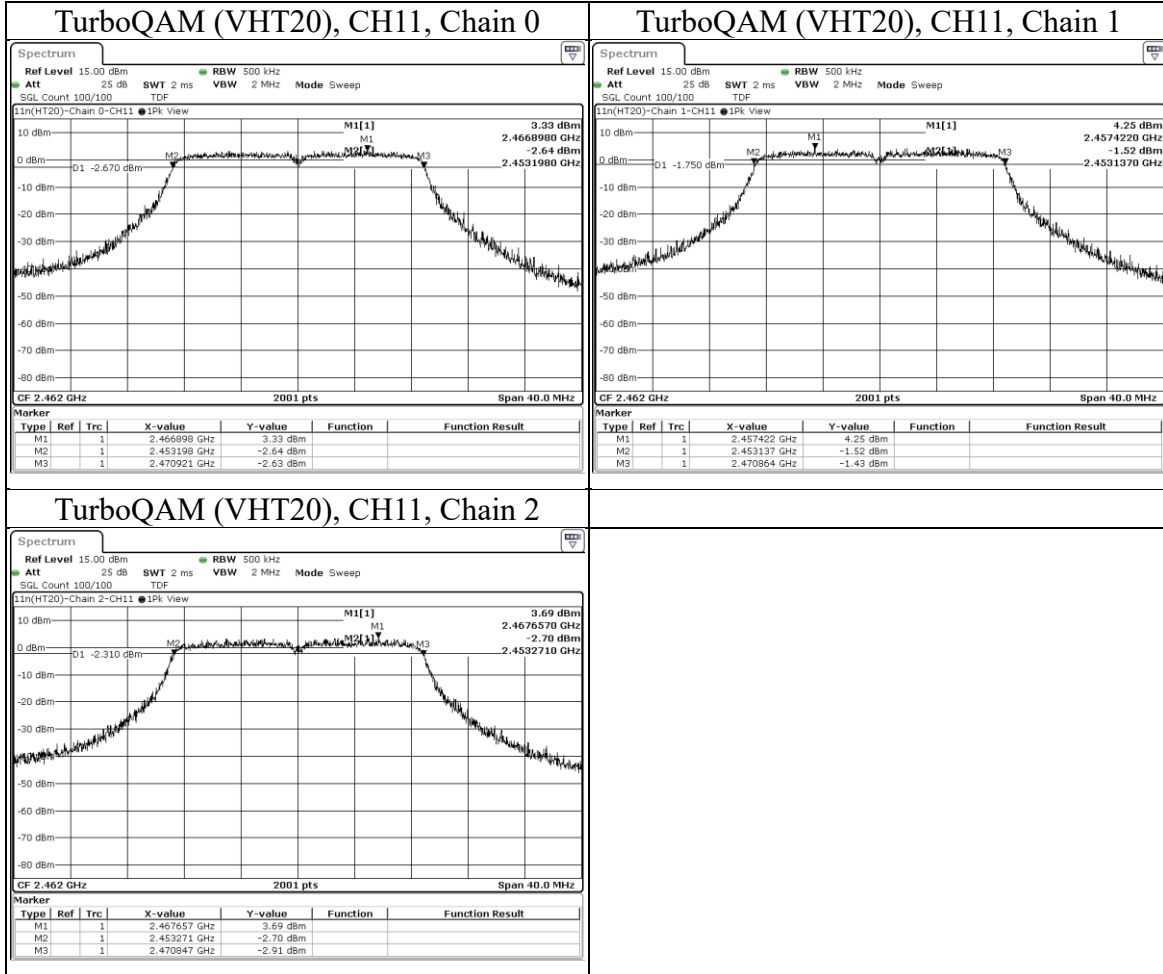 TurboQAM (VHT20), CH11, Chain 0
Spectrum
Ref Level 15.00 dBm RBW 500 kHz
Att 25 dB SWT 2 ms VBW 2 MHz Mode Sweep
SGL Count 100/100 TDF
11n(HT20)-Chain 0-CH11 1Pk View
M1[1] 3.33 dBm
2.4668980 GHz
M2[1] -2.64 dBm
2.4531980 GHz
M1
M2
M3
10 dBm
0 dBm
D1 -2.670 dBm
-10 dBm
-20 dBm
-30 dBm
-50 dBm
-60 dBm
-70 dBm
-80 dBm
CF 2.462 GHz 2001 pts Span 40.0 MHz
Marker
Type Ref Trc X-value Y-value Function Function Result
M1 1 2.466898 GHz 3.33 dBm
M2 1 2.453198 GHz -2.64 dBm
M3 1 2.470921 GHz -2.63 dBm
TurboQAM (VHT20), CH11, Chain 1
Spectrum
Ref Level 15.00 dBm RBW 500 kHz
Att 25 dB SWT 2 ms VBW 2 MHz Mode Sweep
SGL Count 100/100 TDF
11n(HT20)-Chain 1-CH11 1Pk View
M1[1] 4.25 dBm
2.4574220 GHz
M2[1] -1.52 dBm
2.4531370 GHz
M1
M2
M3
10 dBm
0 dBm
D1 -1.750 dBm
-10 dBm
-20 dBm
-30 dBm
-50 dBm
-60 dBm
-70 dBm
-80 dBm
CF 2.462 GHz 2001 pts Span 40.0 MHz
Marker
Type Ref Trc X-value Y-value Function Function Result
M1 1 2.457422 GHz 4.25 dBm
M2 1 2.453137 GHz -1.52 dBm
M3 1 2.470864 GHz -1.43 dBm
TurboQAM (VHT20), CH11, Chain 2
Spectrum
Ref Level 15.00 dBm RBW 500 kHz
Att 25 dB SWT 2 ms VBW 2 MHz Mode Sweep
SGL Count 100/100 TDF
11n(HT20)-Chain 2-CH11 1Pk View
M1[1] 3.69 dBm
2.4676570 GHz
M2[1] -2.70 dBm
2.4532710 GHz
M1
M2
M3
10 dBm
0 dBm
D1 -2.310 dBm
-10 dBm
-20 dBm
-30 dBm
-50 dBm
-60 dBm
-70 dBm
-80 dBm
CF 2.462 GHz 2001 pts Span 40.0 MHz
Marker
Type Ref Trc X-value Y-value Function Function Result
M1 1 2.467657 GHz 3.69 dBm
M2 1 2.453271 GHz -2.70 dBm
M3 1 2.470847 GHz -2.91 dBm